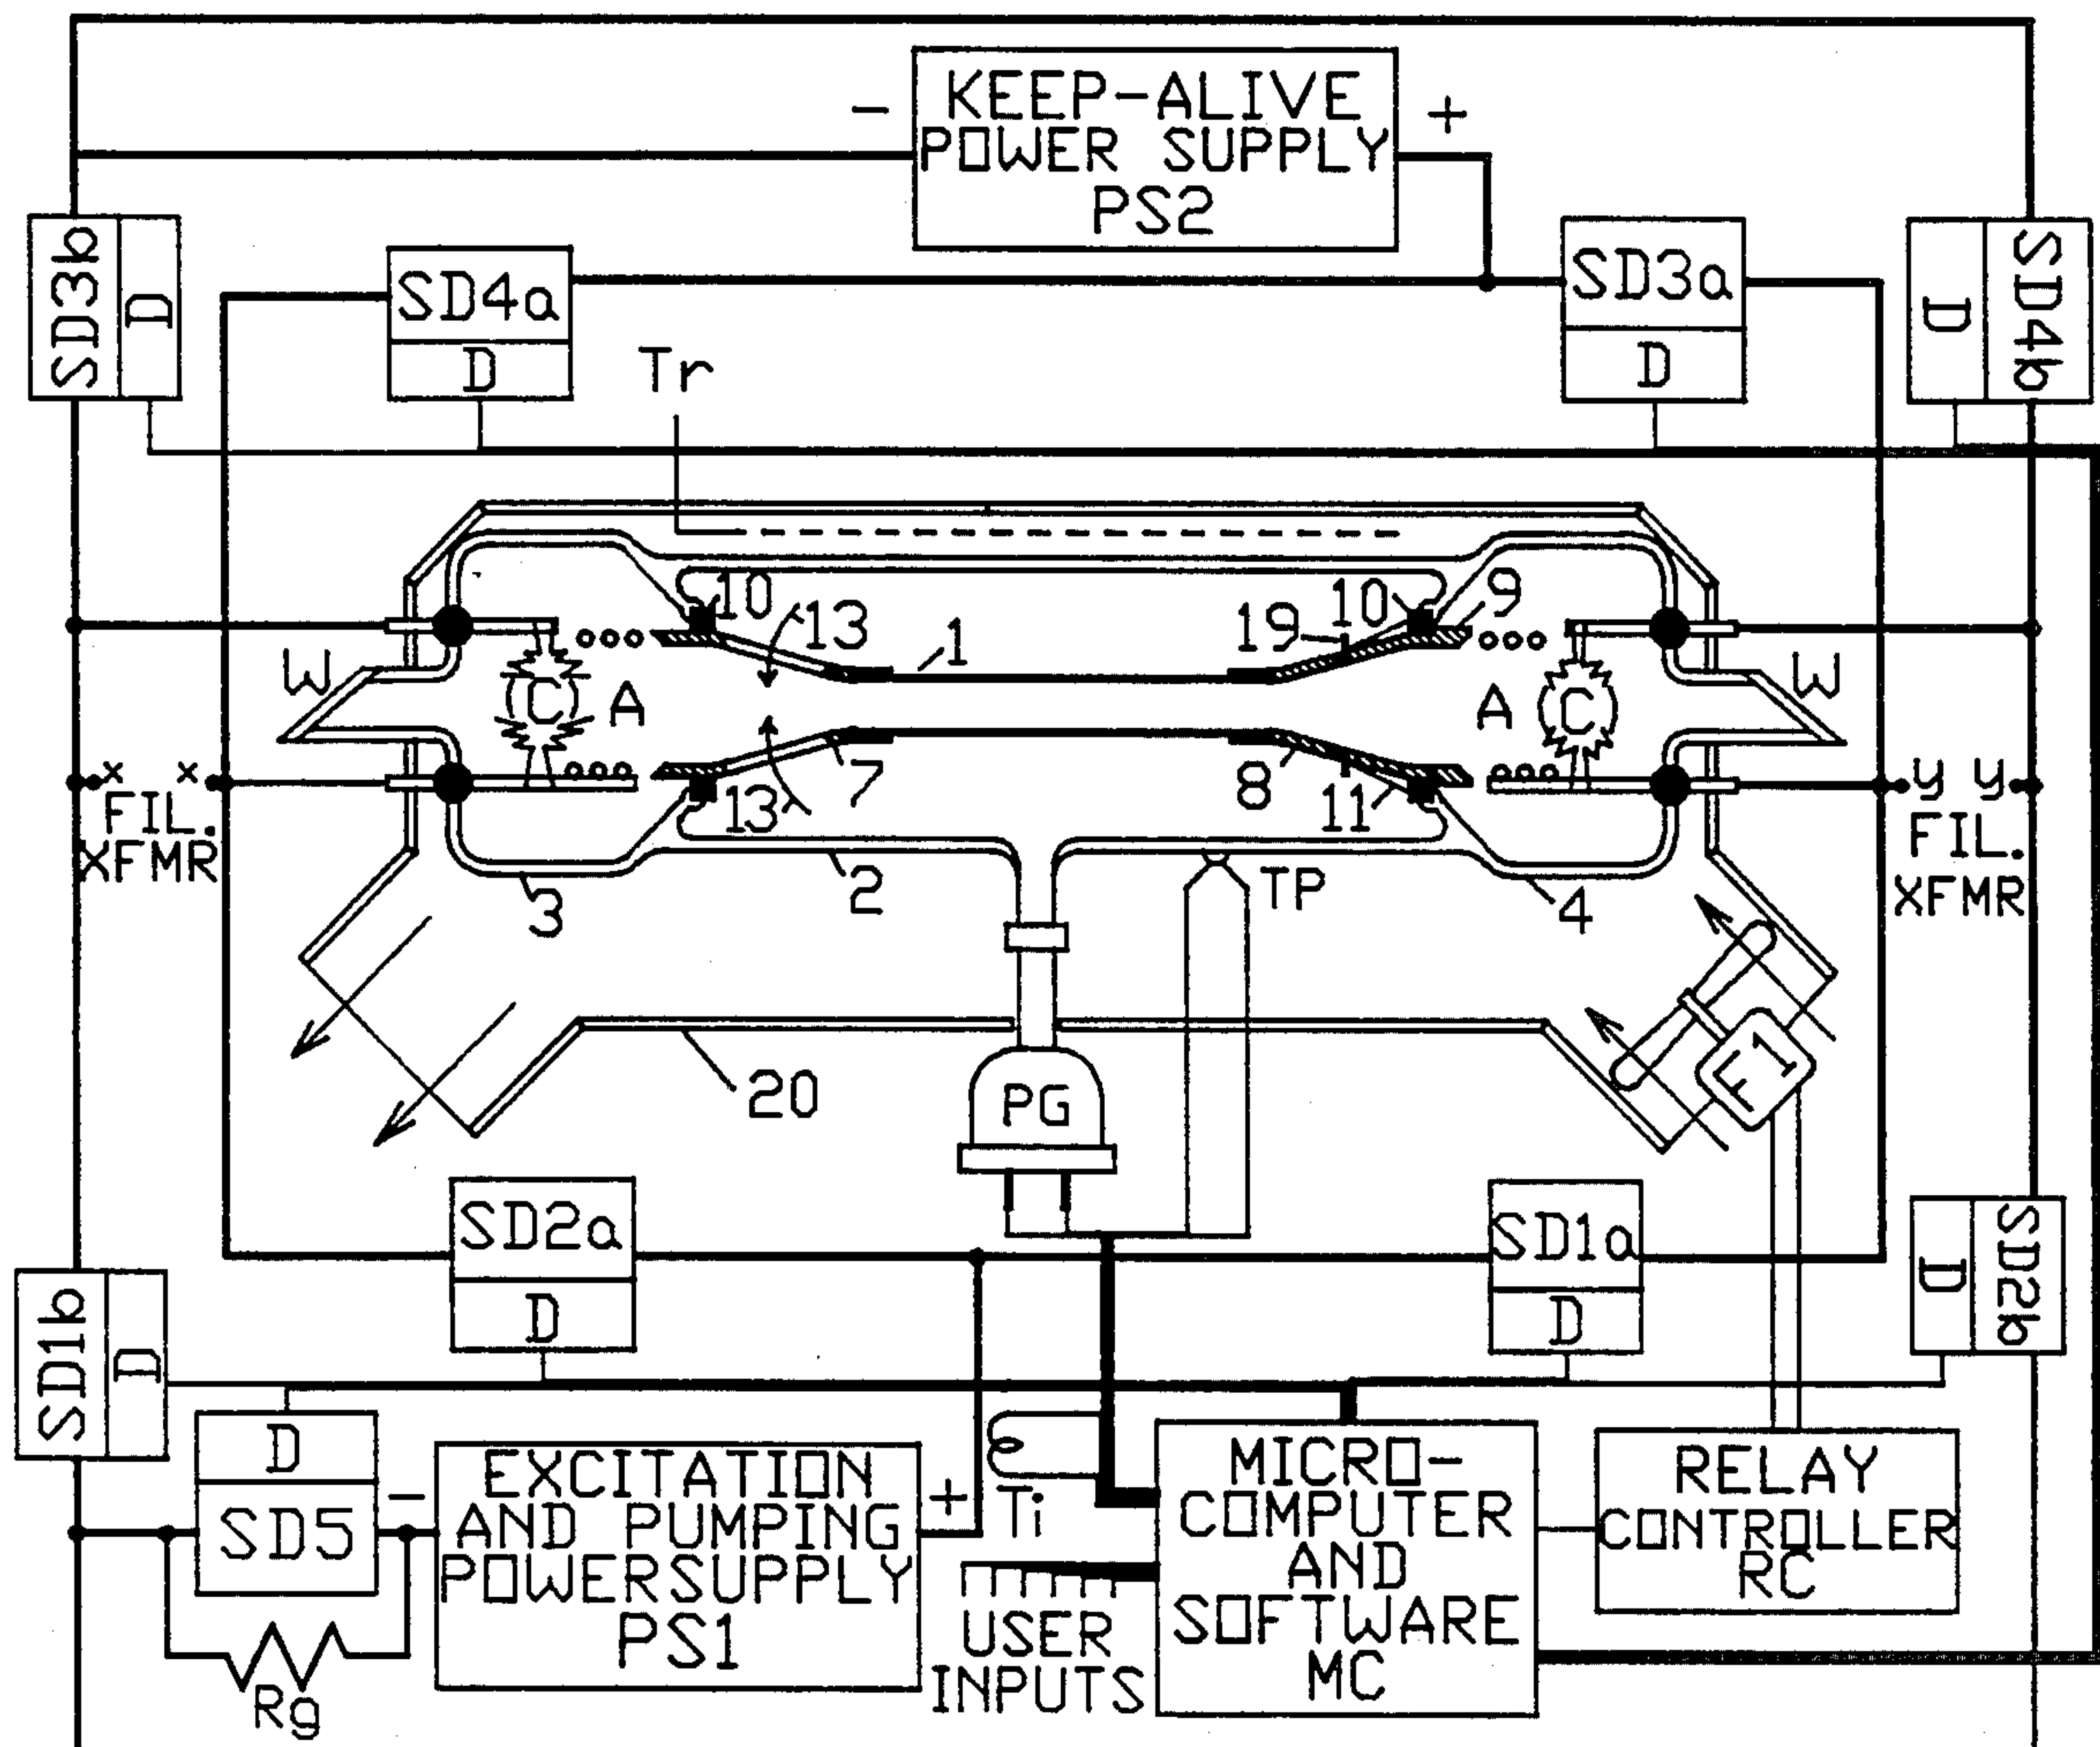 KEEP-ALIVE
POWER SUPPLY
PS2
-
+
SD3b
D
SD4a
D
Tr
SD3a
D
D
SD4b
10
13
1
19
10
9
W
C
A
A
C
W
x
x
FIL.
XFMR
13
7
8
11
y
y
FIL.
XFMR
3
2
TP
4
20
PG
F1
SD2a
D
SD1a
D
D
SD2b
SD1b
D
D
SD5
-
EXCITATION
AND PUMPING
POWERSUPPLY
PS1
+
Ti
USER
INPUTS
MICRO-
COMPUTER
AND
SOFTWARE
MC
RELAY
CONTROLLER
RC
Rg